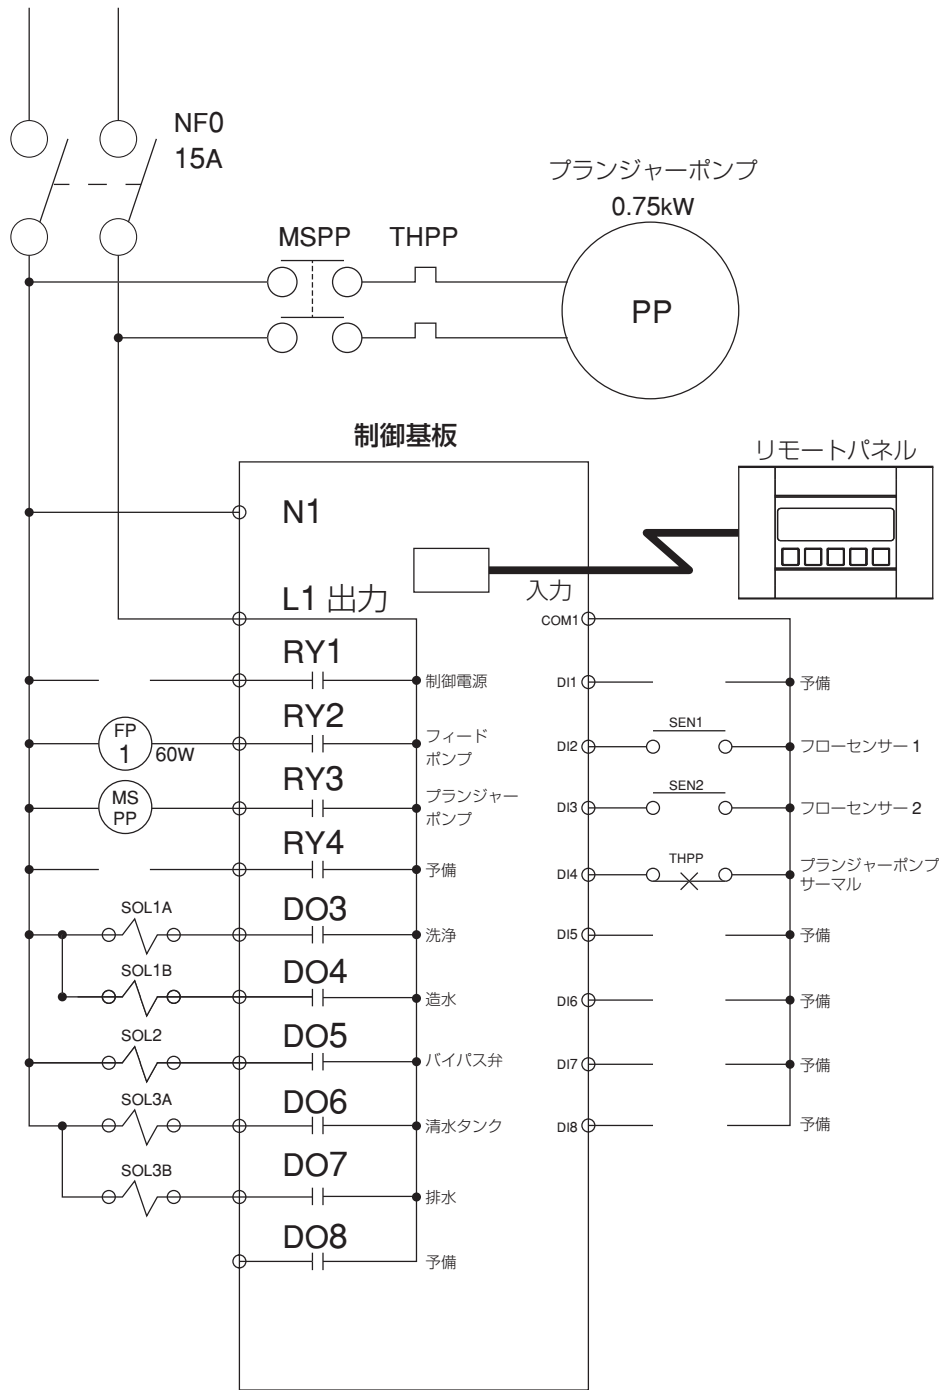 NF0
15A
プランジャーポンプ
0.75kW
MSPP
THPP
PP
制御基板
リモートパネル
N1
L1 出力
入力
COM1
RY1
制御電源
DI1
予備
FP
1
60W
RY2
フィード
ポンプ
DI2
SEN1
フローセンサー 1
MS
PP
RY3
プランジャー
ポンプ
DI3
SEN2
フローセンサー 2
RY4
予備
DI4
THPP
プランジャーポンプ
サーマル
SOL1A
DO3
洗浄
DI5
予備
SOL1B
DO4
造水
DI6
予備
SOL2
DO5
バイパス弁
DI7
予備
SOL3A
DO6
清水タンク
DI8
予備
SOL3B
DO7
排水
DO8
予備